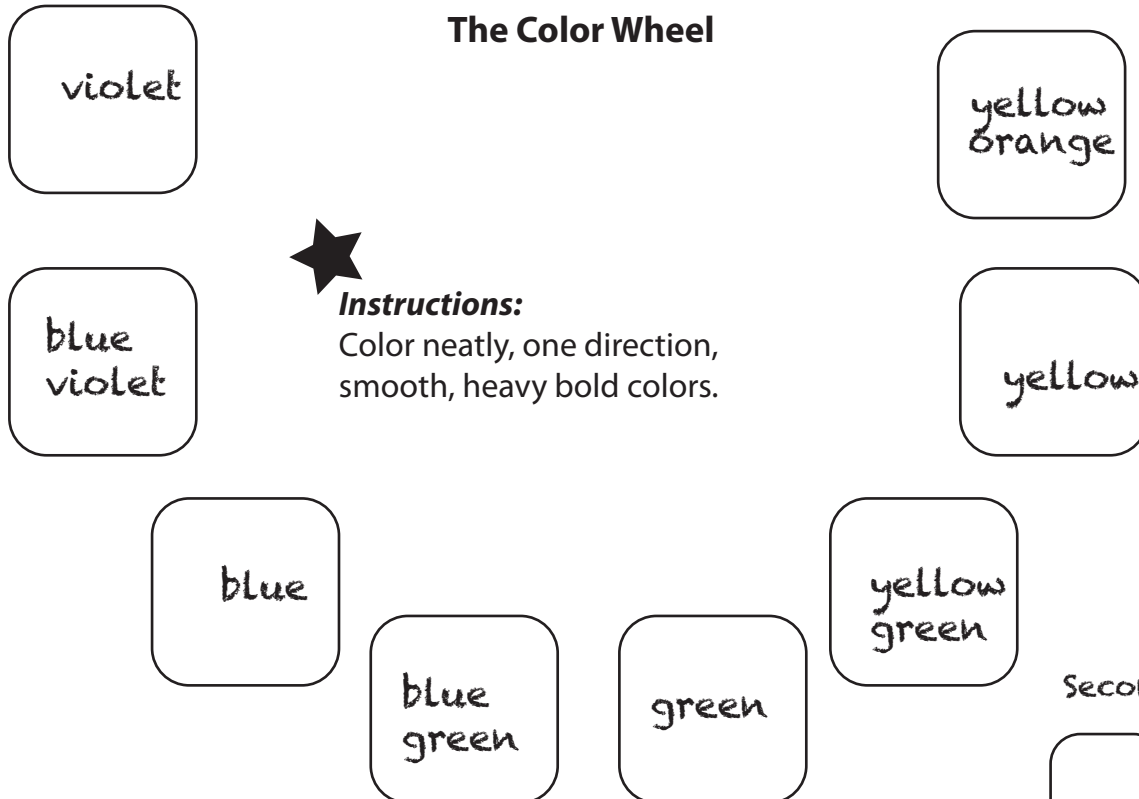 The Color Wheel
violet
yellow
orange
Instructions:
Color neatly, one direction,
smooth, heavy bold colors.
blue
violet
yellow
blue
yellow
green
blue
green
green